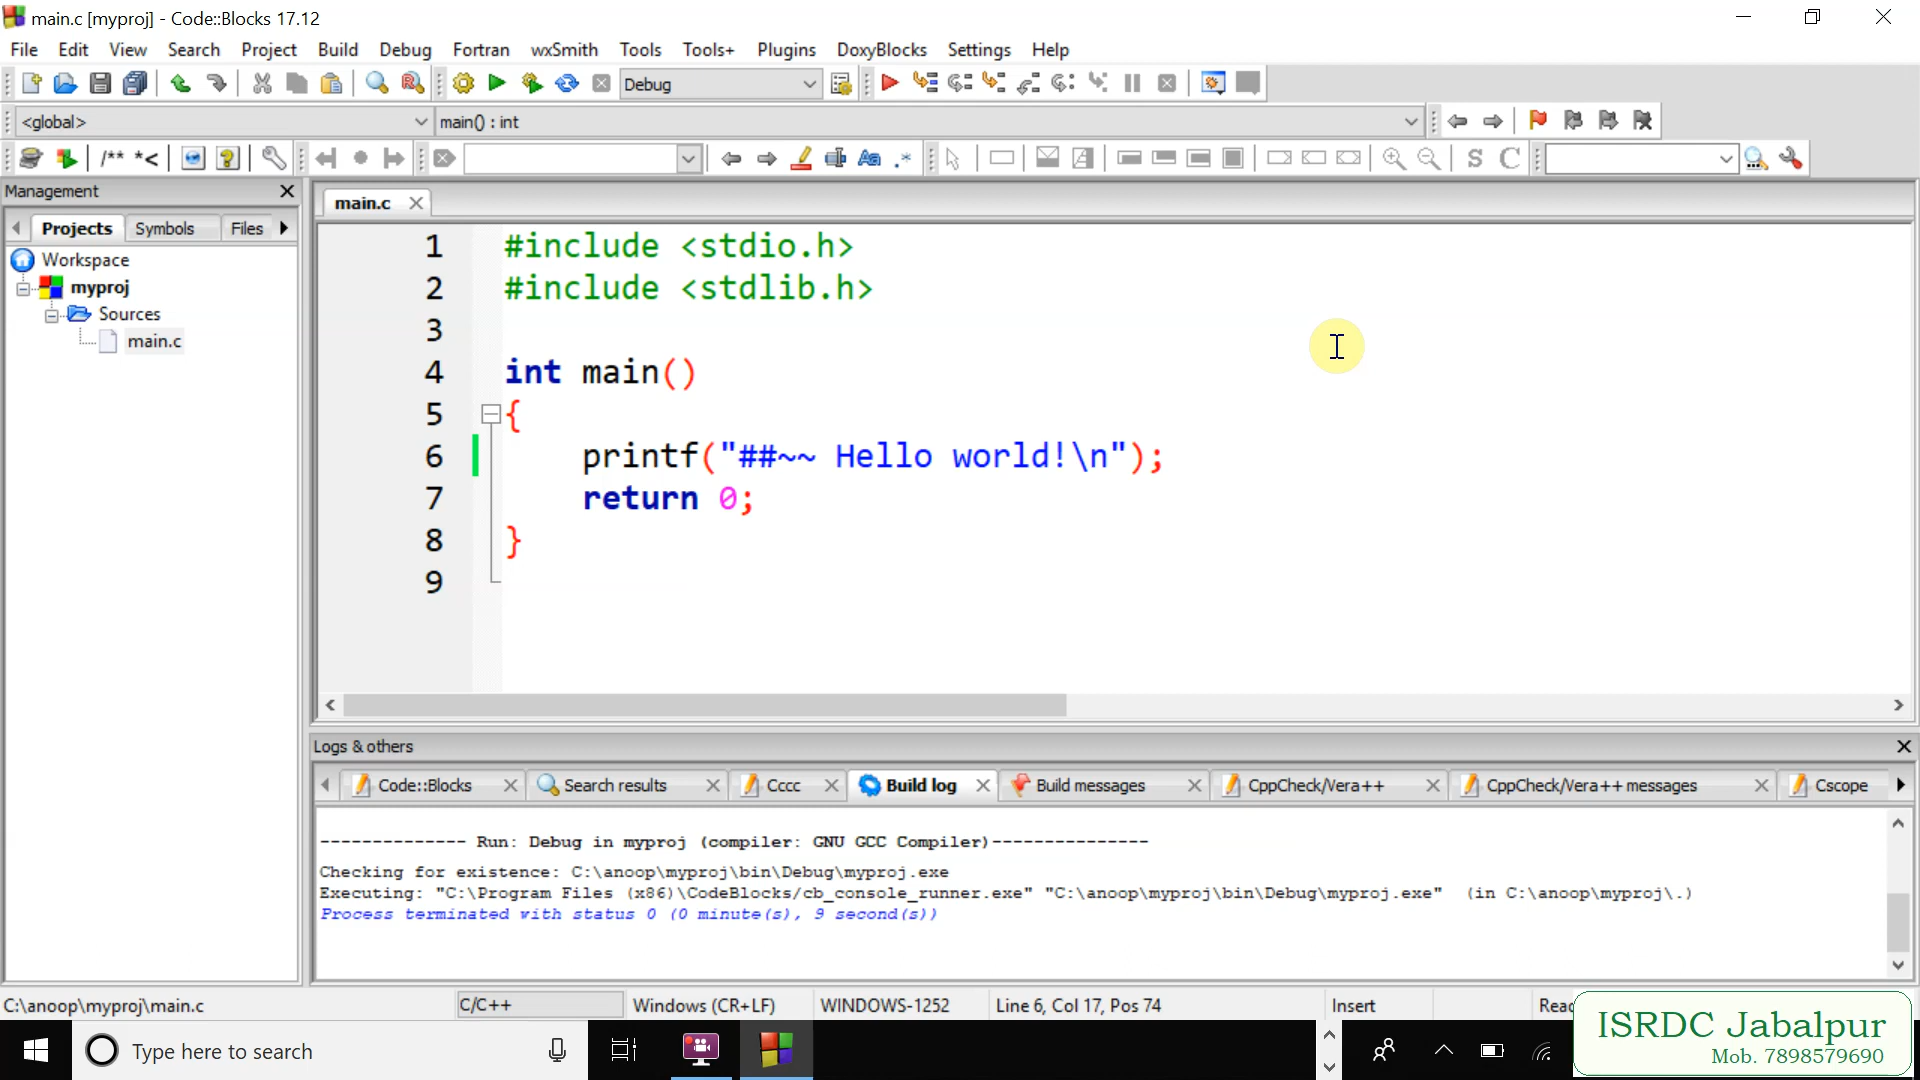 main.c [myproj] - Code::Blocks 17.12
File Edit View Search Project Build Debug Fortran wxSmith Tools Tools+ Plugins DoxyBlocks Settings Help
Debug
<global> main() : int
/** *< Aa .* S C
Management
Projects Symbols Files
Workspace
myproj
Sources
main.c
main.c
1 #include <stdio.h>
2 #include <stdlib.h>
3
4 int main()
5 {
6 printf("##~~ Hello world!\n");
7 return 0;
8 }
9
Logs & others
Code::Blocks Search results Cccc Build log Build messages CppCheck/Vera++ CppCheck/Vera++ messages Cscope
-------------- Run: Debug in myproj (compiler: GNU GCC Compiler)---------------
Checking for existence: C:\anoop\myproj\bin\Debug\myproj.exe
Executing: "C:\Program Files (x86)\CodeBlocks/cb_console_runner.exe" "C:\anoop\myproj\bin\Debug\myproj.exe" (in C:\anoop\myproj\.)
Process terminated with status 0 (0 minute(s), 9 second(s))
C:\anoop\myproj\main.c C/C++ Windows (CR+LF) WINDOWS-1252 Line 6, Col 17, Pos 74 Insert
Type here to search
ISRDC Jabalpur
Mob. 7898579690